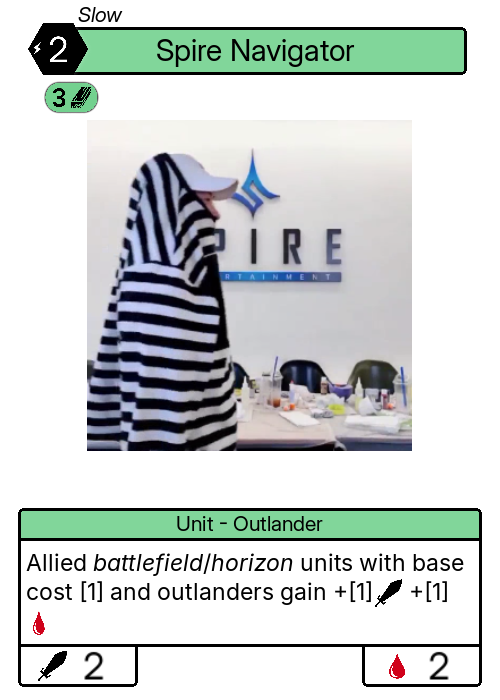 Slow
2
Spire Navigator
3
PIRE
RTAINMENT
Unit - Outlander
Allied battlefield/horizon units with base
cost [1] and outlanders gain +[1] +[1]
2
2